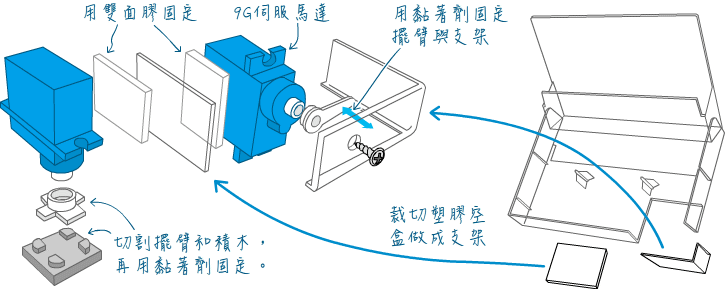 用雙面膠固定
9G伺服馬達
用黏著劑固定
擺臂與支架
裁切塑膠座
盒做成支架
切割擺臂和積木，
再用黏著劑固定。